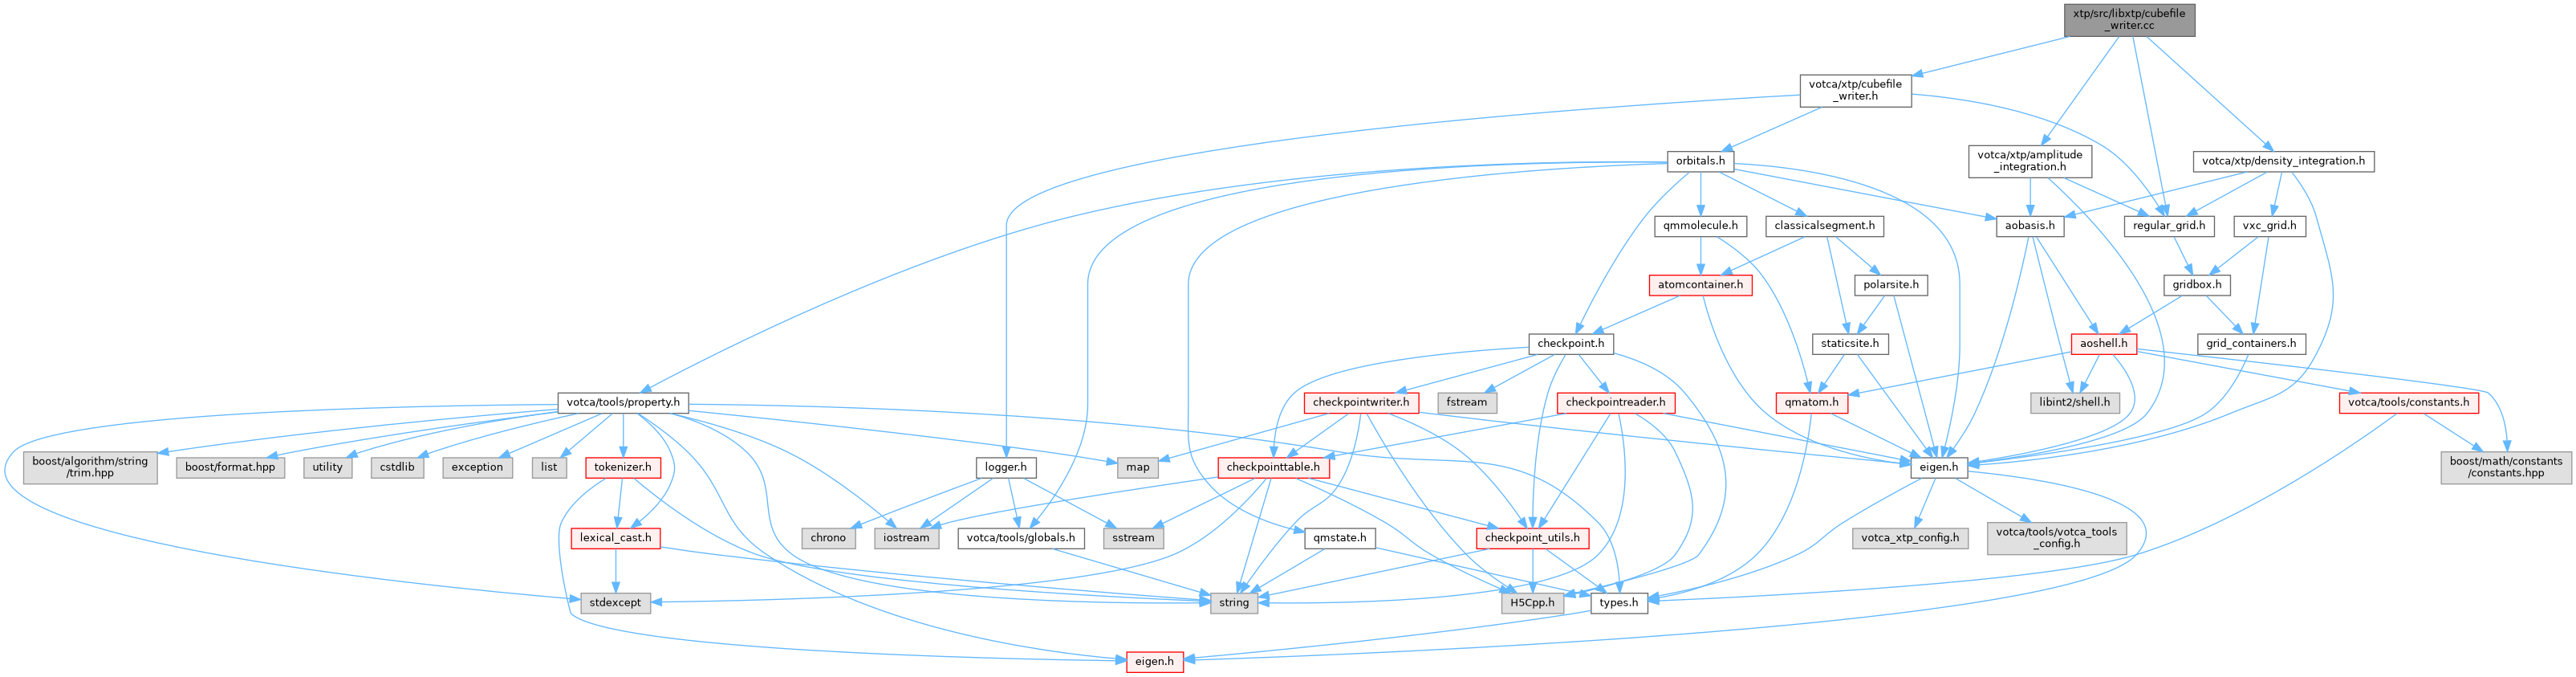 xtp/src/libxtp/cubefile
_writer.cc
votca/xtp/cubefile
_writer.h
orbitals.h
votca/xtp/amplitude
_integration.h
votca/xtp/density_integration.h
qmmolecule.h
classicalsegment.h
aobasis.h
regular_grid.h
vxc_grid.h
atomcontainer.h
polarsite.h
gridbox.h
checkpoint.h
staticsite.h
aoshell.h
grid_containers.h
votca/tools/property.h
checkpointwriter.h
fstream
checkpointreader.h
qmatom.h
libint2/shell.h
votca/tools/constants.h
boost/algorithm/string
/trim.hpp
boost/format.hpp
utility
cstdlib
exception
list
tokenizer.h
logger.h
map
checkpointtable.h
eigen.h
boost/math/constants
/constants.hpp
lexical_cast.h
chrono
iostream
votca/tools/globals.h
sstream
qmstate.h
checkpoint_utils.h
votca_xtp_config.h
votca/tools/votca_tools
_config.h
stdexcept
string
H5Cpp.h
types.h
eigen.h